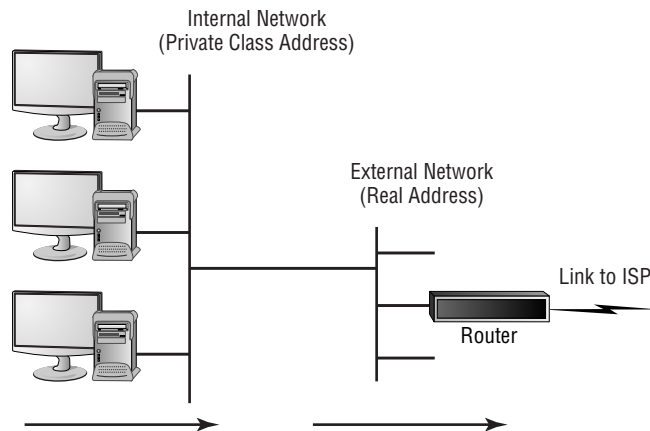 Internal Network
(Private Class Address)
External Network
(Real Address)
Link to ISP
Router